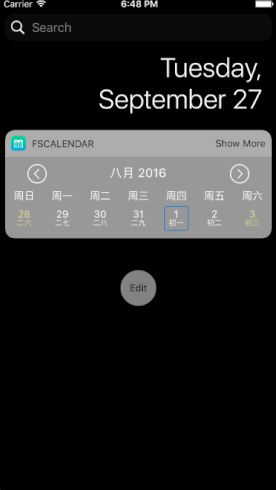 Carrier 6:48 PM
Search
Tuesday,
September 27
FSCALENDAR Show More
八月 2016
周日 周一 周二 周三 周四 周五 周六
28 29 30 31 1 2 3
二六 二七 二八 二九 初一 初二 初三
Edit